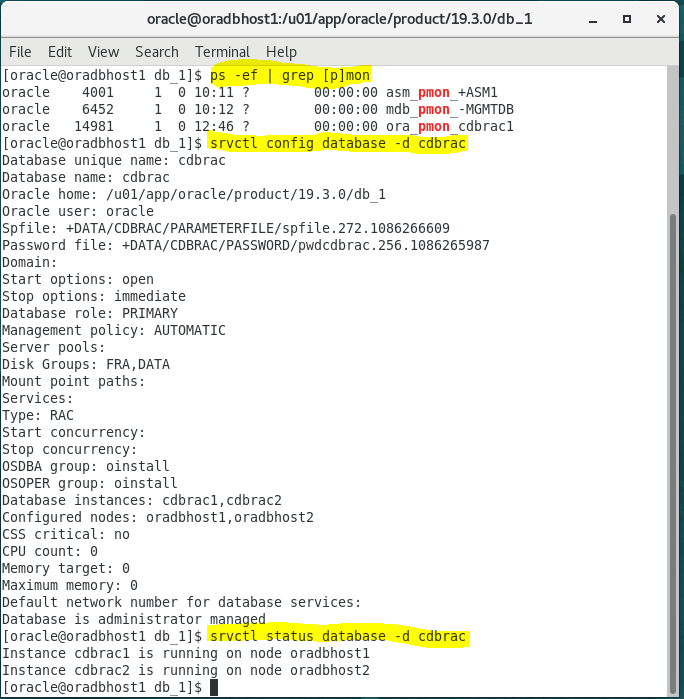 oracle@oradbhost1:/u01/app/oracle/product/19.3.0/db_1
File Edit View Search Terminal Help
[oracle@oradbhost1 db_1]$ ps -ef | grep [p]mon
oracle    4001     1  0 10:11 ?        00:00:00 asm_pmon_+ASM1
oracle    6452     1  0 10:12 ?        00:00:00 mdb_pmon_-MGMTDB
oracle   14981     1  0 12:46 ?        00:00:00 ora_pmon_cdbrac1
[oracle@oradbhost1 db_1]$ srvctl config database -d cdbrac
Database unique name: cdbrac
Database name: cdbrac
Oracle home: /u01/app/oracle/product/19.3.0/db_1
Oracle user: oracle
Spfile: +DATA/CDBRAC/PARAMETERFILE/spfile.272.1086266609
Password file: +DATA/CDBRAC/PASSWORD/pwdcdbrac.256.1086265987
Domain:
Start options: open
Stop options: immediate
Database role: PRIMARY
Management policy: AUTOMATIC
Server pools:
Disk Groups: FRA,DATA
Mount point paths:
Services:
Type: RAC
Start concurrency:
Stop concurrency:
OSDBA group: oinstall
OSOPER group: oinstall
Database instances: cdbrac1,cdbrac2
Configured nodes: oradbhost1,oradbhost2
CSS critical: no
CPU count: 0
Memory target: 0
Maximum memory: 0
Default network number for database services:
Database is administrator managed
[oracle@oradbhost1 db_1]$ srvctl status database -d cdbrac
Instance cdbrac1 is running on node oradbhost1
Instance cdbrac2 is running on node oradbhost2
[oracle@oradbhost1 db_1]$